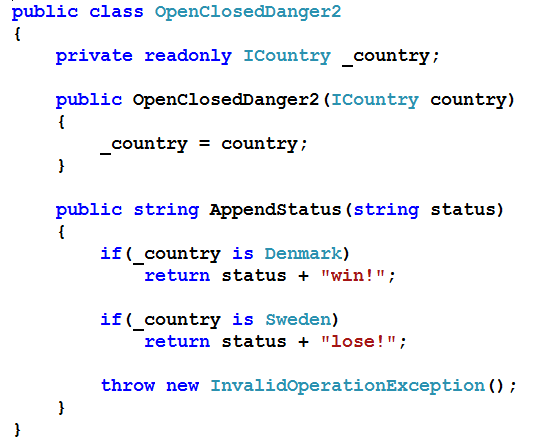 public class OpenClosedDanger2
{
    private readonly ICountry _country;

    public OpenClosedDanger2(ICountry country)
    {
        _country = country;
    }

    public string AppendStatus(string status)
    {
        if(_country is Denmark)
            return status + "win!";

        if(_country is Sweden)
            return status + "lose!";

        throw new InvalidOperationException();
    }
}